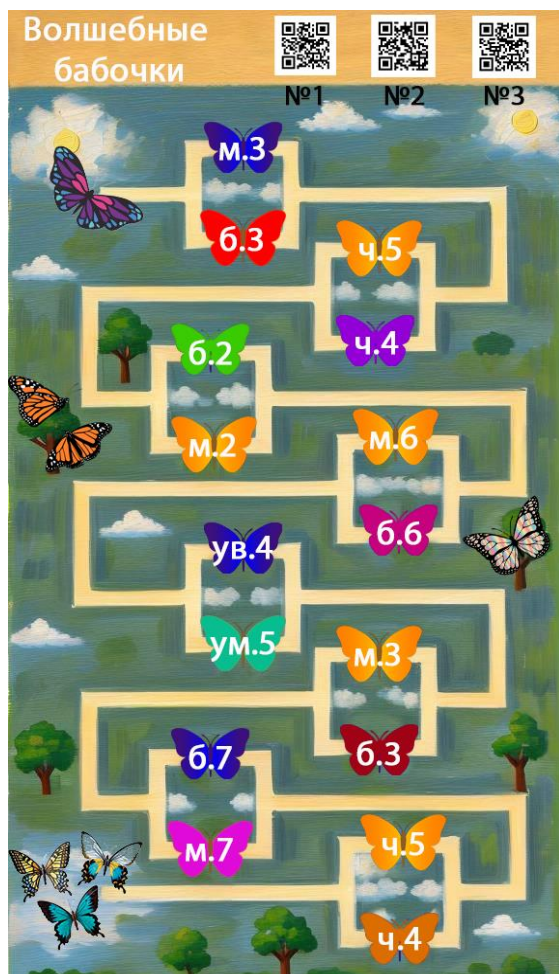 Волшебные
бабочки
№1 №2 №3
м.3
б.3
ч.5
ч.4
б.2
м.2
м.6
б.6
ув.4
ум.5
м.3
б.3
б.7
м.7
ч.5
ч.4